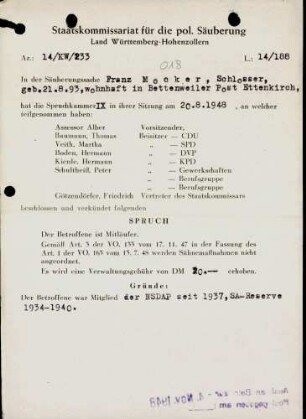 Staatskommissariat für die pol. Säuberung
Land Württemberg-Hohenzollern
Az.: 14/KW/233
L.: 14/188
018
In der Säuberungssache Franz Mocker, Schlosser,
geb.21.8.93,wohnhaft in Bettenweiler Post Ettenkirch,
hat die Spruchkammer IX in ihrer Sitzung am 20.8.1948, an welcher
teilgenommen haben:
Assessor Alber Vorsitzender,
Baumann, Thomas Beisitzer — CDU
Veith, Martha „ — SPD
Boden, Hermann „ — DVP
Kienle, Hermann „ — KPD
Schultheiß, Peter „ — Gewerkschaften
„ — Berufsgruppe
„ — Berufsgruppe
Götzendörfer, Friedrich Vertreter des Staatskommissars
beschlossen und verkündet folgenden
SPRUCH
Der Betroffene ist Mitläufer.
Gemäß Art. 3 der VO. 133 vom 17. 11. 47 in der Fassung des
Art. 1 der VO. 165 vom 13. 7. 48 werden Sühnemaßnahmen nicht
angeordnet.
Es wird eine Verwaltungsgebühr von DM 20.— erhoben.
Gründe:
Der Betroffene war Mitglied der NSDAP seit 1937, SA-Reserve
1934-1940.
4. Nov. 1948